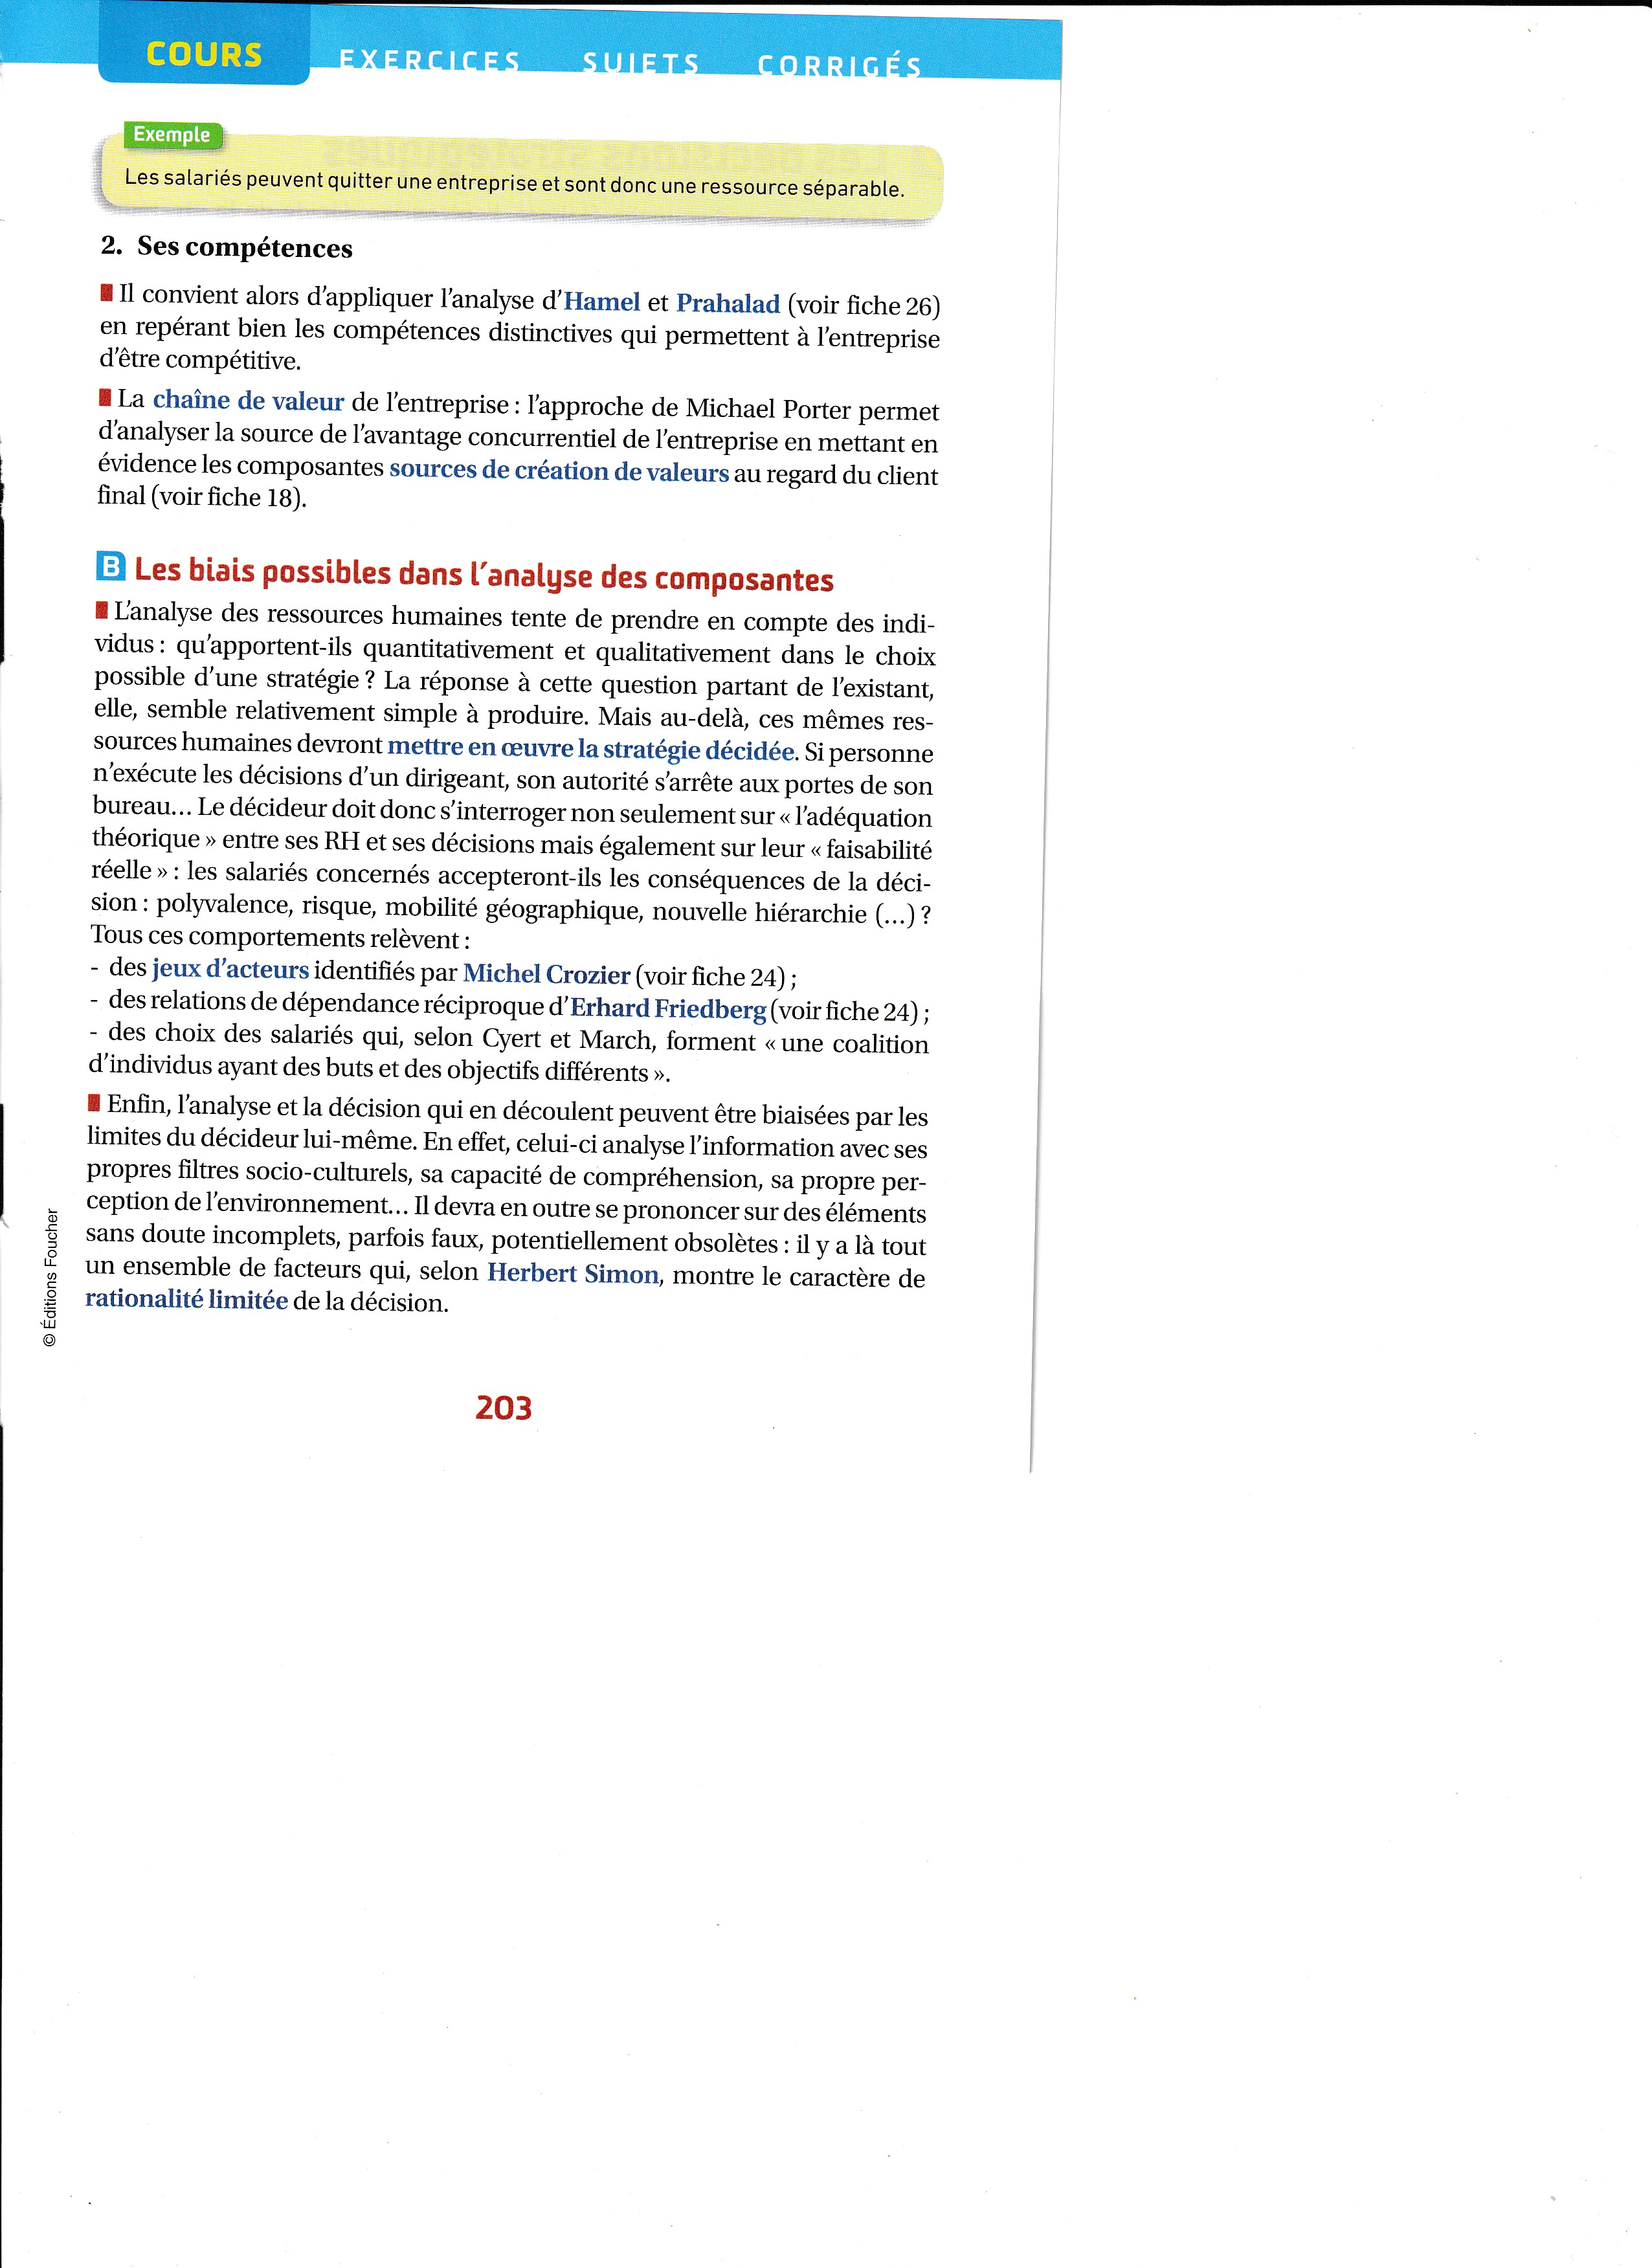 COURS EXERCICES SUJETS CORRIGÉS
Exemple
Les salariés peuvent quitter une entreprise et sont donc une ressource séparable.
2. Ses compétences
Il convient alors d'appliquer l'analyse d'Hamel et Prahalad (voir fiche 26)
en repérant bien les compétences distinctives qui permettent à l'entreprise
d'être compétitive.
La chaîne de valeur de l'entreprise : l'approche de Michael Porter permet
d'analyser la source de l'avantage concurrentiel de l'entreprise en mettant en
évidence les composantes sources de création de valeurs au regard du client
final (voir fiche 18).
B Les biais possibles dans l'analyse des composantes
L'analyse des ressources humaines tente de prendre en compte des indi-
vidus : qu'apportent-ils quantitativement et qualitativement dans le choix
possible d'une stratégie ? La réponse à cette question partant de l'existant,
elle, semble relativement simple à produire. Mais au-delà, ces mêmes res-
sources humaines devront mettre en œuvre la stratégie décidée. Si personne
n'exécute les décisions d'un dirigeant, son autorité s'arrête aux portes de son
bureau... Le décideur doit donc s'interroger non seulement sur « l'adéquation
théorique » entre ses RH et ses décisions mais également sur leur « faisabilité
réelle » : les salariés concernés accepteront-ils les conséquences de la déci-
sion : polyvalence, risque, mobilité géographique, nouvelle hiérarchie (...) ?
Tous ces comportements relèvent :
- des jeux d'acteurs identifiés par Michel Crozier (voir fiche 24) ;
- des relations de dépendance réciproque d'Erhard Friedberg (voir fiche 24) ;
- des choix des salariés qui, selon Cyert et March, forment « une coalition
d'individus ayant des buts et des objectifs différents ».
Enfin, l'analyse et la décision qui en découlent peuvent être biaisées par les
limites du décideur lui-même. En effet, celui-ci analyse l'information avec ses
propres filtres socio-culturels, sa capacité de compréhension, sa propre per-
ception de l'environnement... Il devra en outre se prononcer sur des éléments
sans doute incomplets, parfois faux, potentiellement obsolètes : il y a là tout
un ensemble de facteurs qui, selon Herbert Simon, montre le caractère de
rationalité limitée de la décision.
© Éditions Foucher
203